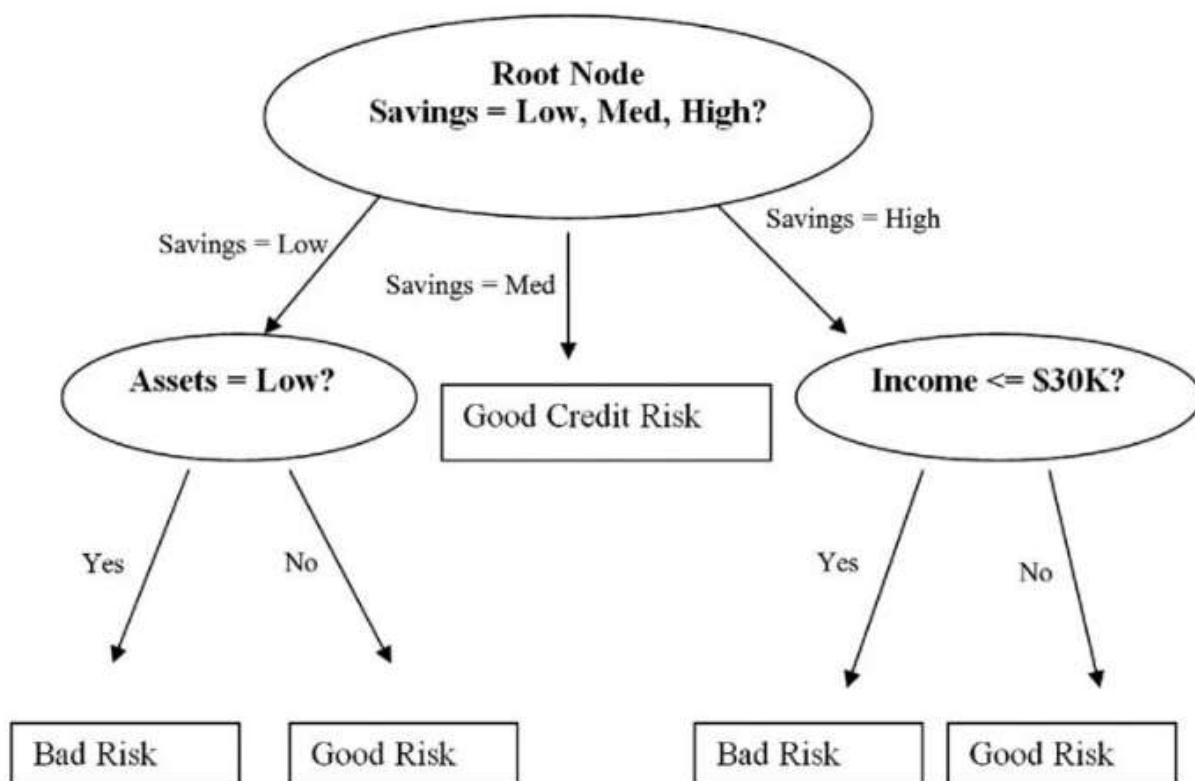 Root Node
Savings = Low, Med, High?
Savings = Low
Savings = Med
Savings = High
Assets = Low?
Good Credit Risk
Income <= $30K?
Yes
No
Yes
No
Bad Risk
Good Risk
Bad Risk
Good Risk